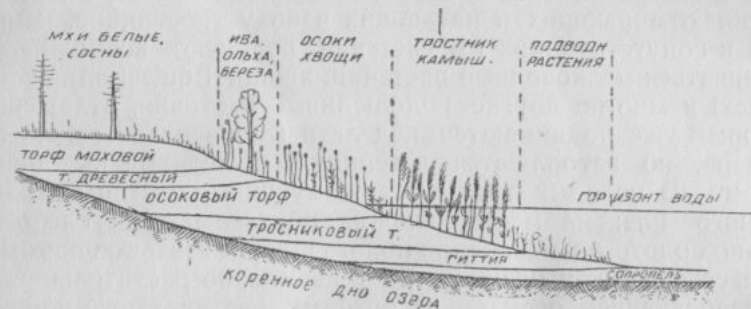 МХИ БЕЛЫЕ,
СОСНЫ
ИВА,
ОЛЬХА,
БЕРЕЗА
ОСОКИ
ХВОЩИ
ТРОСТНИК
КАМЫШ.
ПОДВОДН
РАСТЕНИЯ
ТОРФ МОХОВОЙ
Т. ДРЕВЕСНЫЙ
ОСОКОВЫЙ ТОРФ
ГОРИЗОНТ ВОДЫ
ТРОСНИКОВЫЙ Т.
ГИТТИЯ
САПРОПЕЛЬ
КОРЕННОЕ ДНО ОЗЕРА